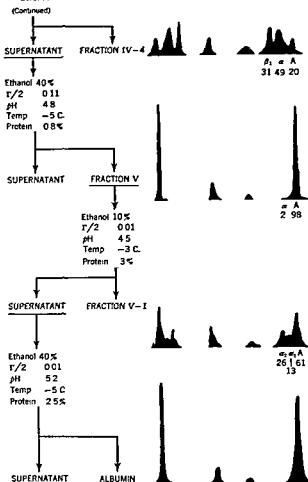 (Continued)
SUPERNATANT FRACTION IV-4
β₁ α A
31 49 20
Ethanol 40%
Γ/2 0.11
pH 4.8
Temp -5 C.
Protein 0.8%
SUPERNATANT FRACTION V
α A
2 98
Ethanol 10%
Γ/2 0.01
pH 4.5
Temp -3 C.
Protein 3%
SUPERNATANT FRACTION V-1
α₂ α₁ A
26 | 61
13
Ethanol 40%
Γ/2 0.01
pH 5.2
Temp -5 C
Protein 2.5%
SUPERNATANT ALBUMIN